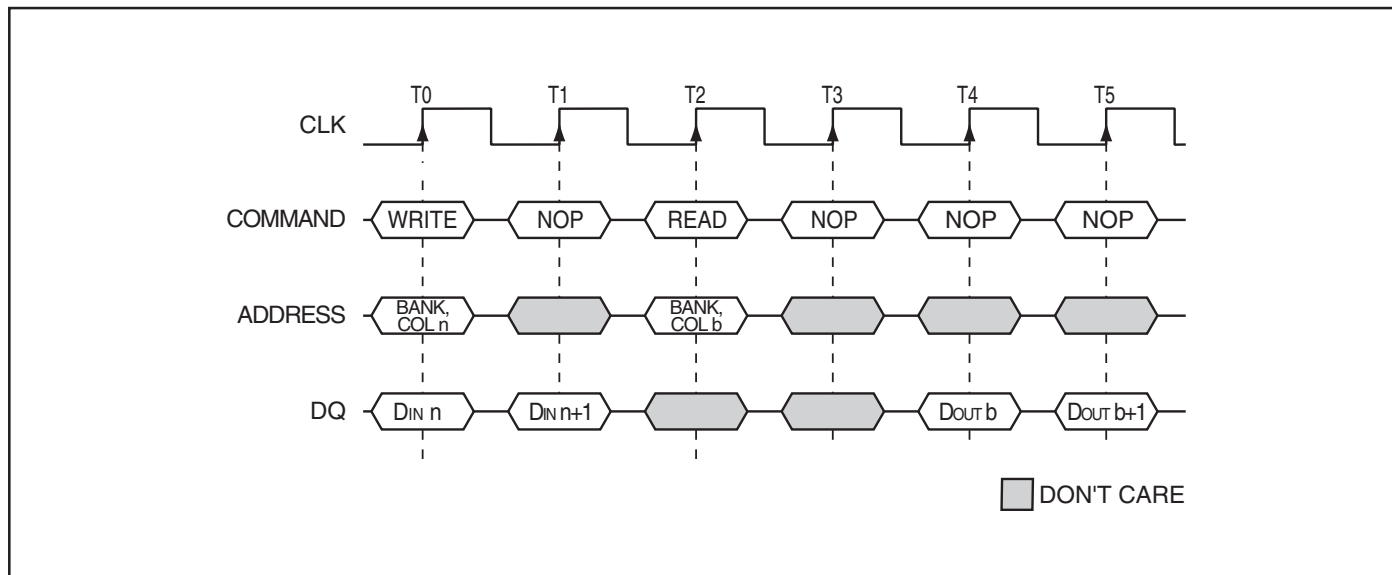 T0 T1 T2 T3 T4 T5
CLK
COMMAND WRITE NOP READ NOP NOP NOP
ADDRESS BANK, COL n BANK, COL b
DQ DIN n DIN n+1 DOUT b DOUT b+1
DON'T CARE